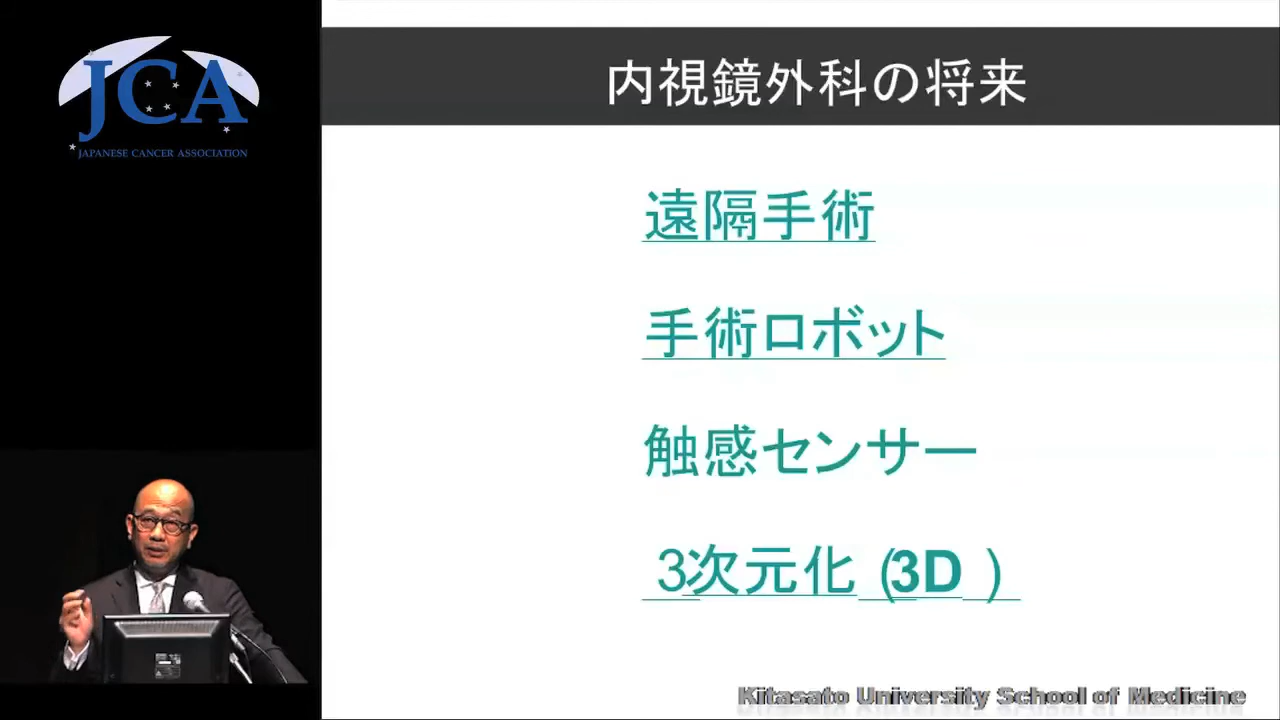 JCA
JAPANESE CANCER ASSOCIATION
内視鏡外科の将来
遠隔手術
手術ロボット
触感センサー
3次元化 (3D )
Kitasato University School of Medicine